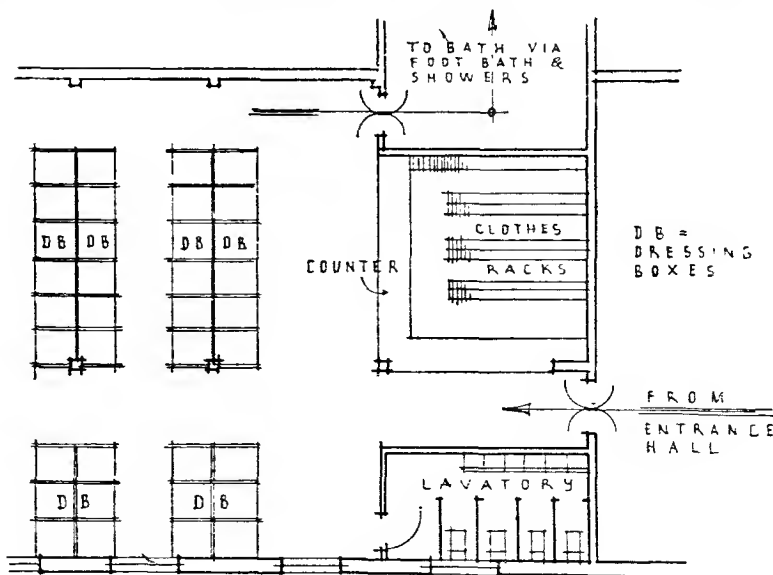 TO BATH VIA
FOOT BATH &
SHOWERS
DB DB
DB DB
CLOTHES
RACKS
COUNTER
DB =
DRESSING
BOXES
FROM
ENTRANCE
HALL
LAVATORY
DB
DB